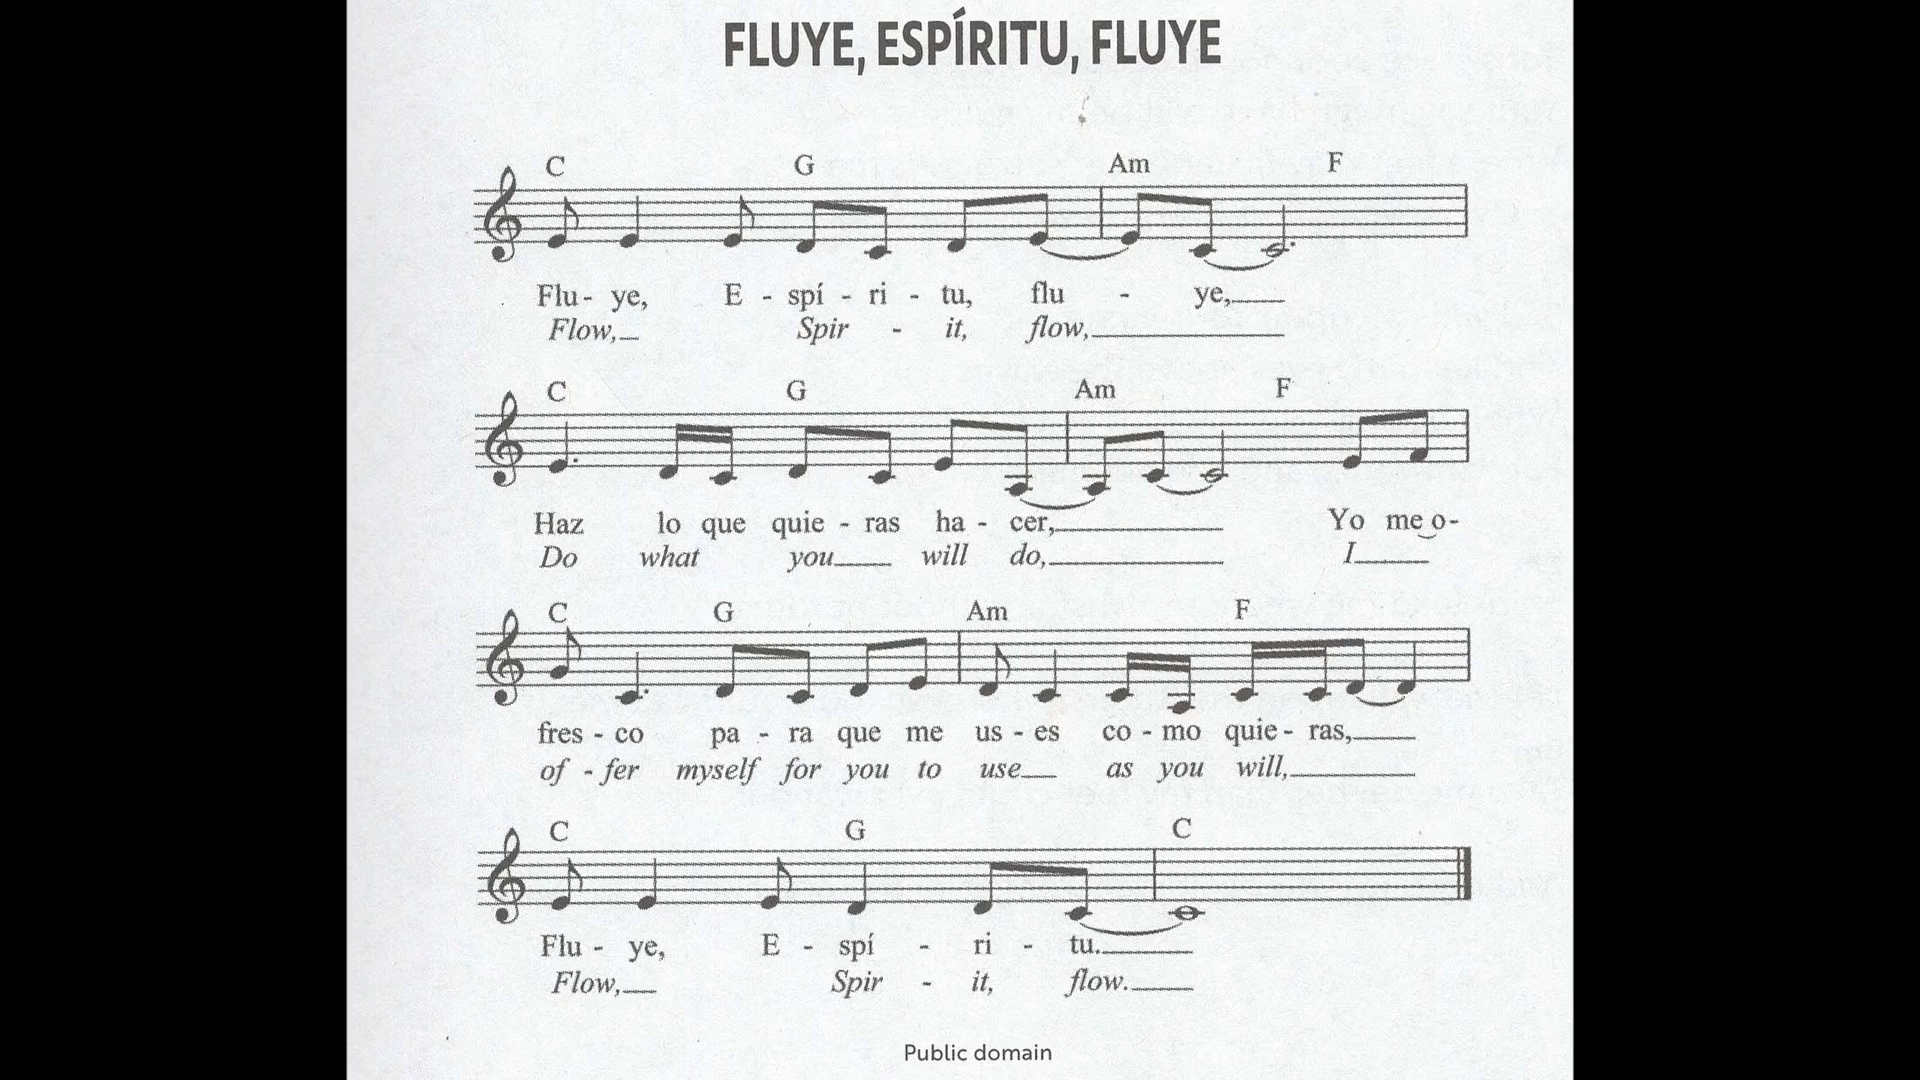 FLUYE, ESPÍRITU, FLUYE
C G Am F
Flu- ye, E - spí - ri - tu, flu - ye,
Flow, Spir - it, flow,
C G Am F
Haz lo que quie - ras ha - cer, Yo me o-
Do what you will do, I
C G Am F
fres - co pa - ra que me us - es co - mo quie - ras,
of - fer myself for you to use as you will,
C G C
Flu - ye, E - spí - ri - tu.
Flow, Spir - it, flow.
Public domain